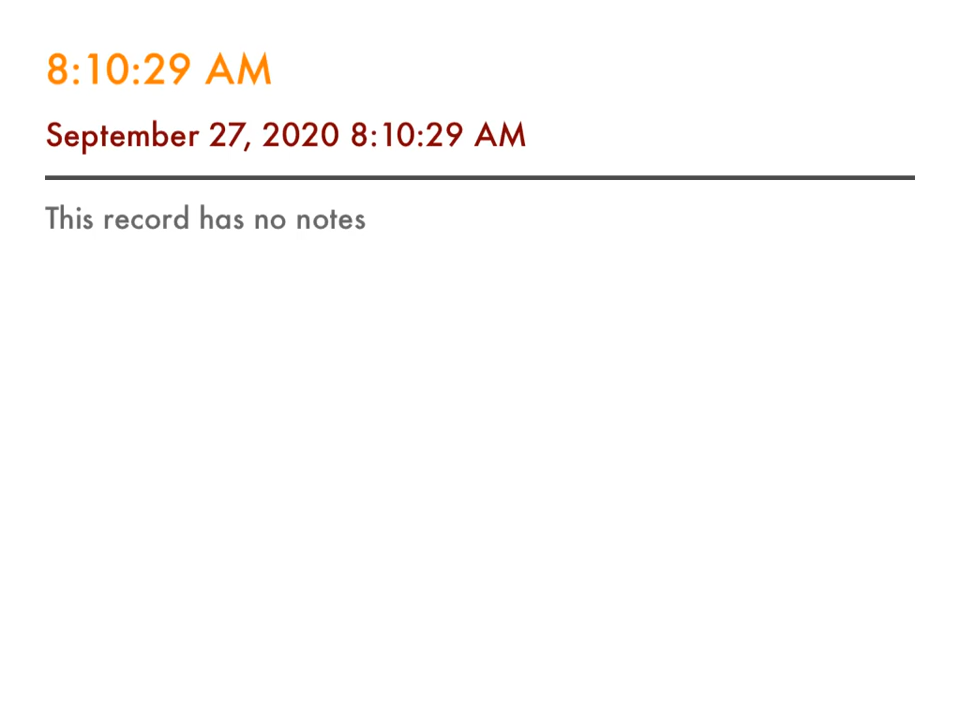 8:10:29 AM
September 27, 2020 8:10:29 AM
This record has no notes